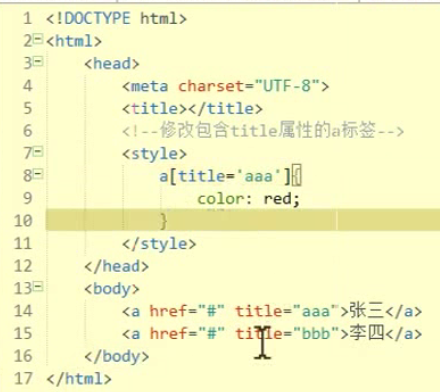 1 <!DOCTYPE html>
2 <html>
3 <head>
4 <meta charset="UTF-8">
5 <title></title>
6 <!--修改包含title属性的a标签-->
7 <style>
8 a[title='aaa']{
9 color: red;
10 }
11 </style>
12 </head>
13 <body>
14 <a href="#" title="aaa">张三</a>
15 <a href="#" title="bbb">李四</a>
16 </body>
17 </html>